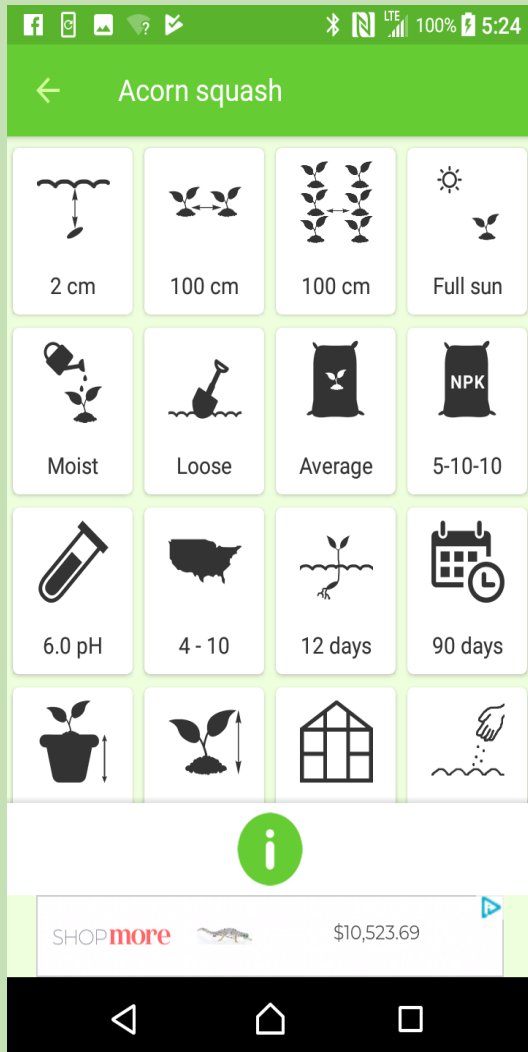 LTE 100% 5:24
Acorn squash
2 cm 100 cm 100 cm Full sun
NPK
Moist Loose Average 5-10-10
6.0 pH 4 - 10 12 days 90 days
SHOPmore $10,523.69